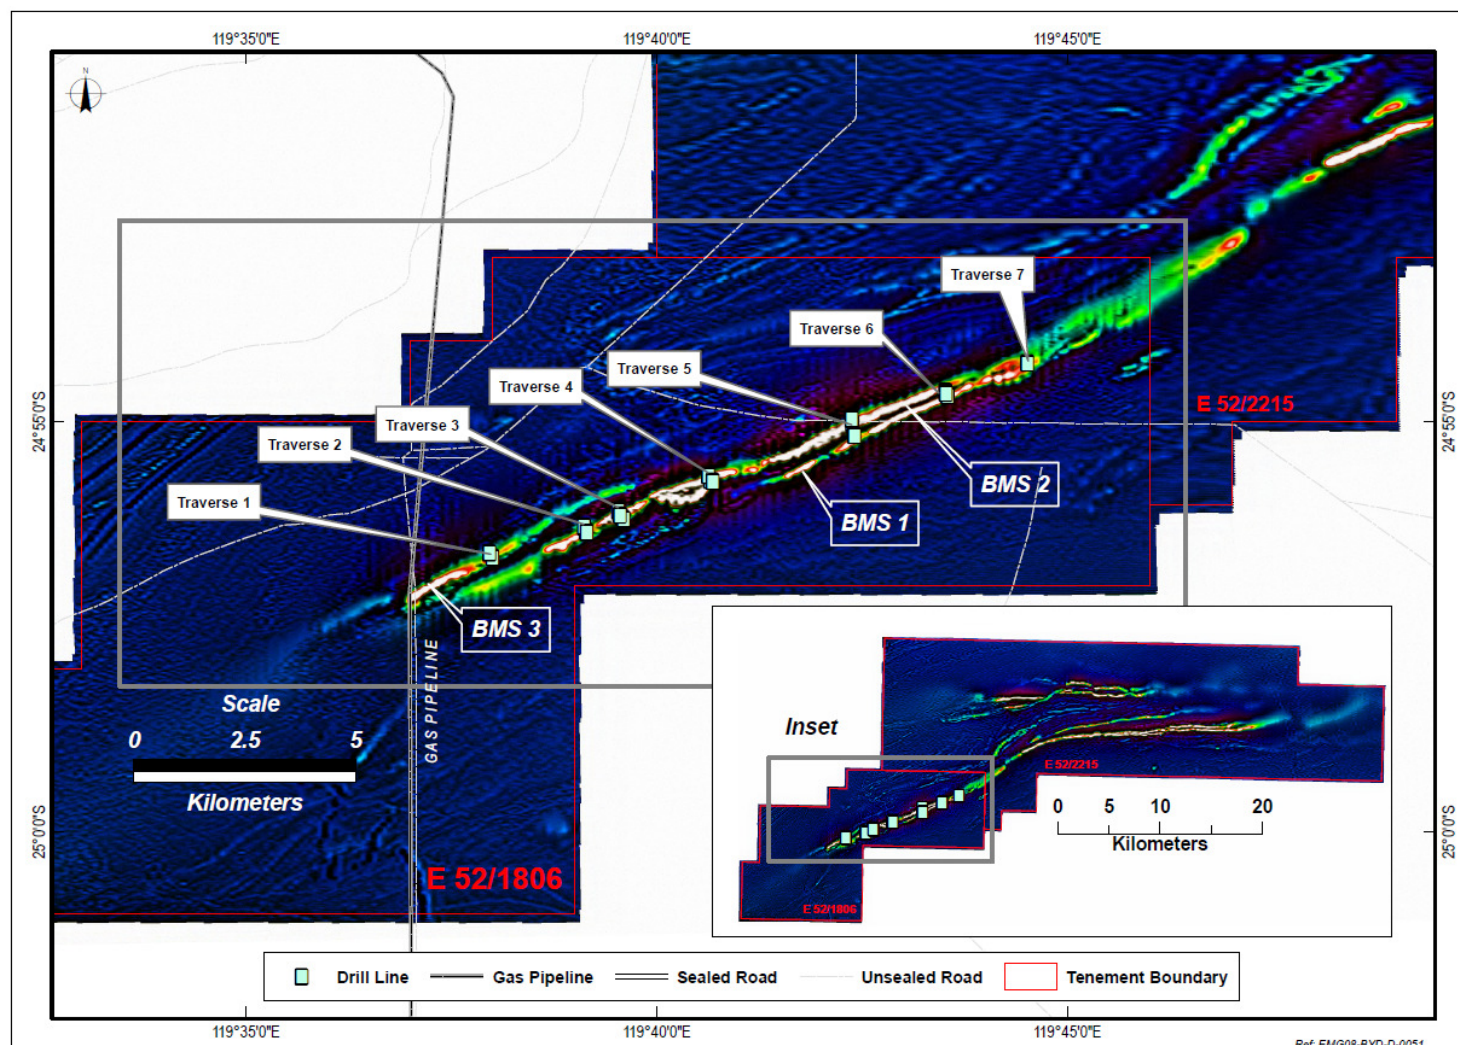 119°35'0"E
119°40'0"E
119°45'0"E
N
Traverse 7
Traverse 6
Traverse 5
Traverse 4
Traverse 3
Traverse 2
Traverse 1
24°55'0"S
24°55'0"S
E 52/2215
BMS 2
BMS 1
BMS 3
GAS PIPELINE
Scale
0 2.5 5
Kilometers
E 52/1806
25°0'0"S
25°0'0"S
Inset
E 52/2215
0 5 10 20
Kilometers
E 52/1806
Drill Line
Gas Pipeline
Sealed Road
Unsealed Road
Tenement Boundary
119°35'0"E
119°40'0"E
119°45'0"E
Ref: EMG08-BYD-D-0051